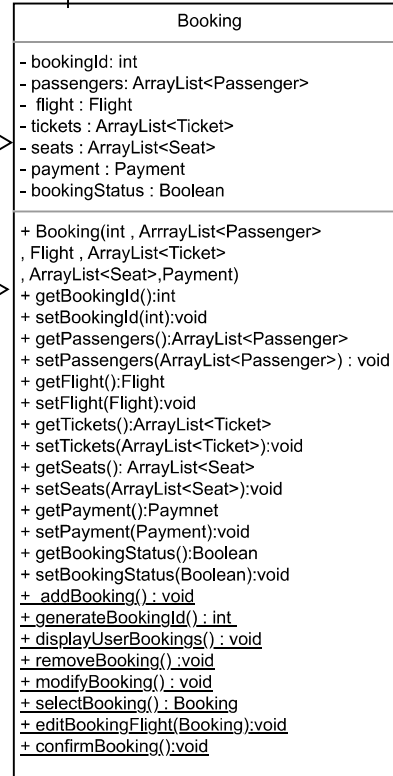 Booking
- bookingId: int
- passengers: ArrayList<Passenger>
- flight : Flight
- tickets : ArrayList<Ticket>
- seats : ArrayList<Seat>
- payment : Payment
- bookingStatus : Boolean
+ Booking(int , ArrrayList<Passenger>
, Flight , ArrayList<Ticket>
, ArrayList<Seat>,Payment)
+ getBookingId():int
+ setBookingId(int):void
+ getPassengers():ArrayList<Passenger>
+ setPassengers(ArrayList<Passenger>) : void
+ getFlight():Flight
+ setFlight(Flight):void
+ getTickets():ArrayList<Ticket>
+ setTickets(ArrayList<Ticket>):void
+ getSeats(): ArrayList<Seat>
+ setSeats(ArrayList<Seat>):void
+ getPayment():Paymnet
+ setPayment(Payment):void
+ getBookingStatus():Boolean
+ setBookingStatus(Boolean):void
+ addBooking() : void
+ generateBookingId() : int
+ displayUserBookings() : void
+ removeBooking() :void
+ modifyBooking() : void
+ selectBooking() : Booking
+ editBookingFlight(Booking):void
+ confirmBooking():void